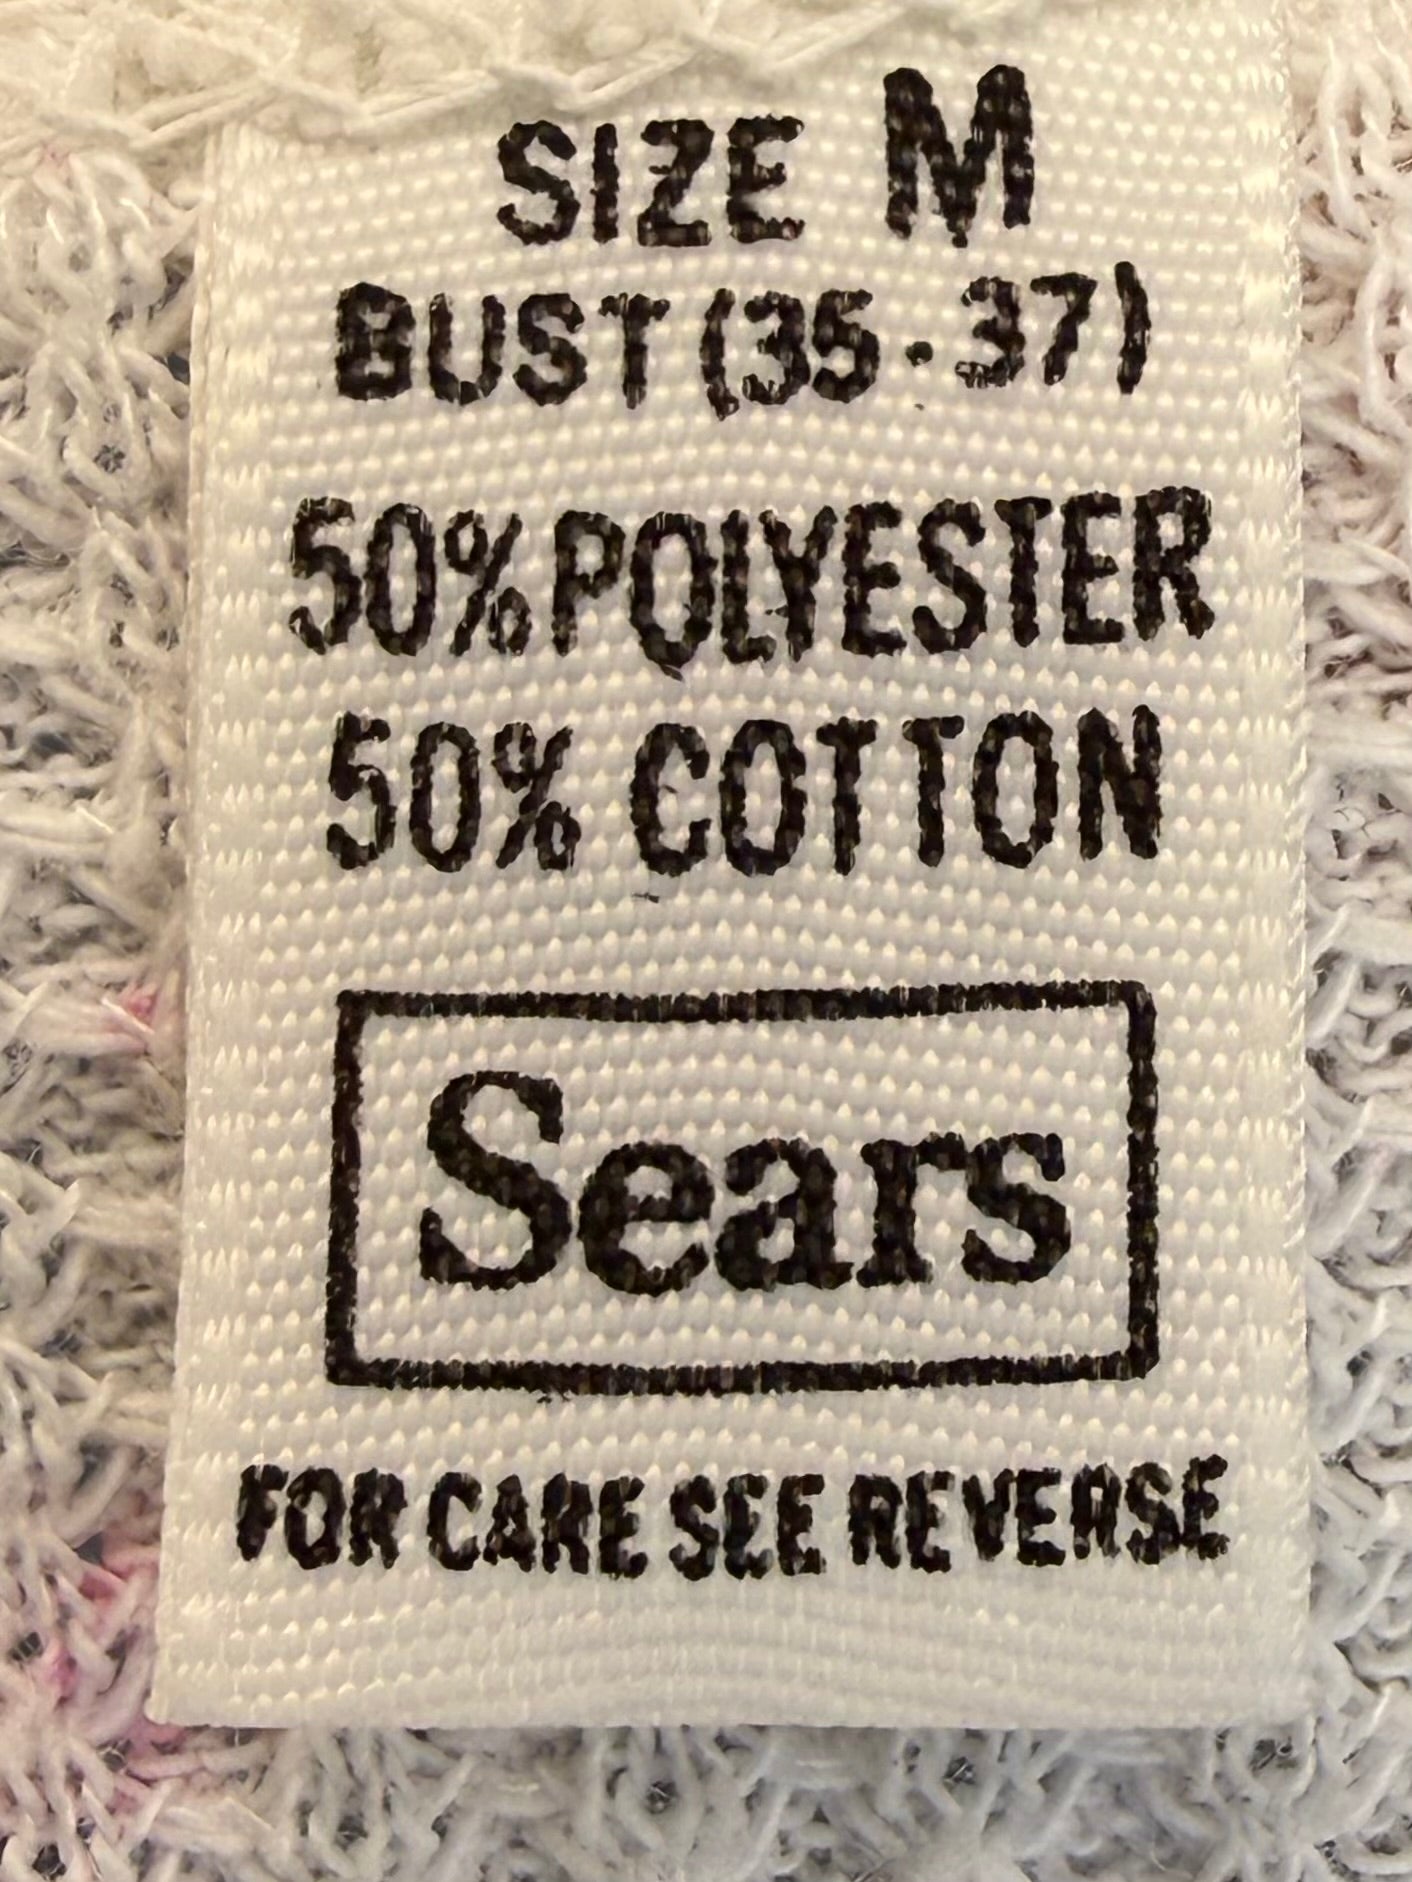 SIZE M
BUST (35-37)
50% POLYESTER
50% COTTON
Sears
FOR CARE SEE REVERSE